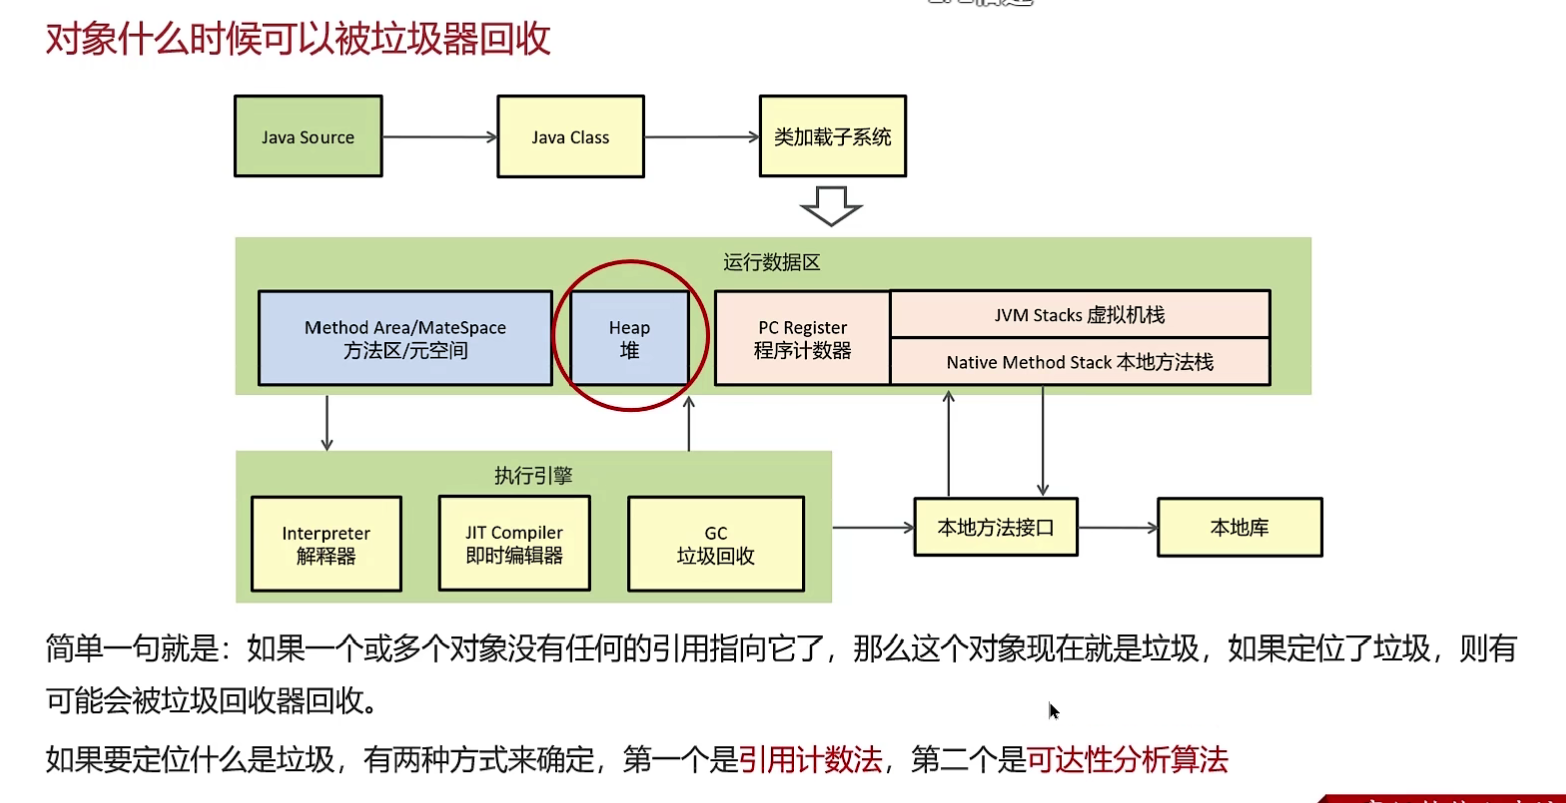 对象什么时候可以被垃圾器回收
Java Source
Java Class
类加载子系统
运行数据区
Method Area/MateSpace
方法区/元空间
Heap
堆
PC Register
程序计数器
JVM Stacks 虚拟机栈
Native Method Stack 本地方法栈
执行引擎
Interpreter
解释器
JIT Compiler
即时编辑器
GC
垃圾回收
本地方法接口
本地库
简单一句就是：如果一个或多个对象没有任何的引用指向它了，那么这个对象现在就是垃圾，如果定位了垃圾，则有
可能会被垃圾回收器回收。
如果要定位什么是垃圾，有两种方式来确定，第一个是引用计数法，第二个是可达性分析算法